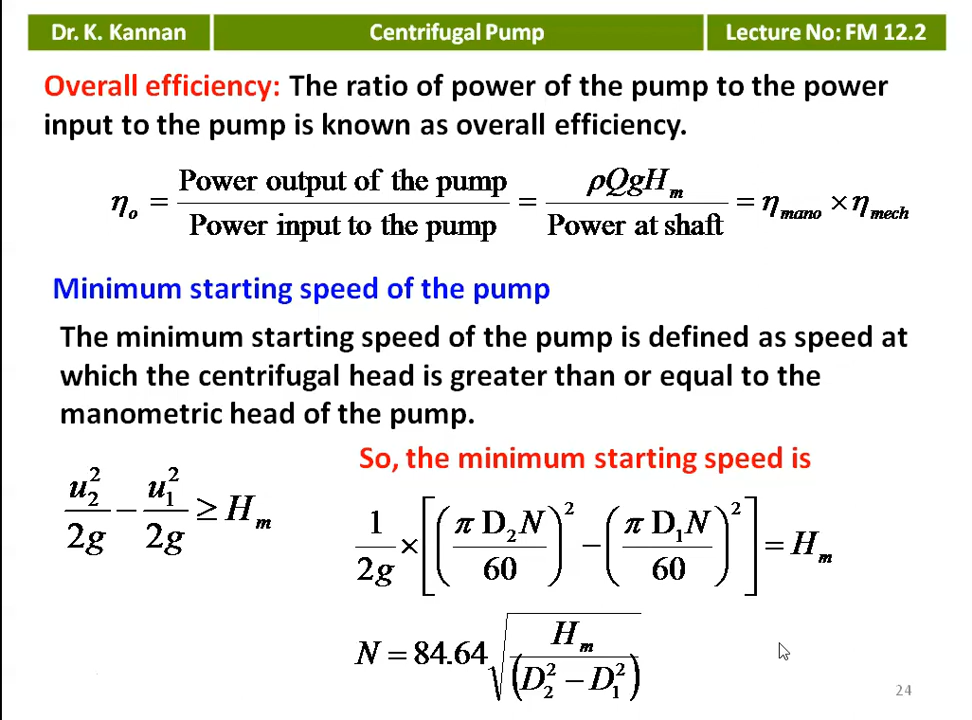 Dr. K. Kannan Centrifugal Pump Lecture No: FM 12.2
Overall efficiency: The ratio of power of the pump to the power
input to the pump is known as overall efficiency.
η_o = Power output of the pump / Power input to the pump = ρQgH_m / Power at shaft = η_mano × η_mech
Minimum starting speed of the pump
The minimum starting speed of the pump is defined as speed at
which the centrifugal head is greater than or equal to the
manometric head of the pump.
So, the minimum starting speed is
u_2^2 / 2g − u_1^2 / 2g ≥ H_m
1 / 2g × [(π D_2 N / 60)^2 − (π D_1 N / 60)^2] = H_m
N = 84.64 √(H_m / (D_2^2 − D_1^2))
24